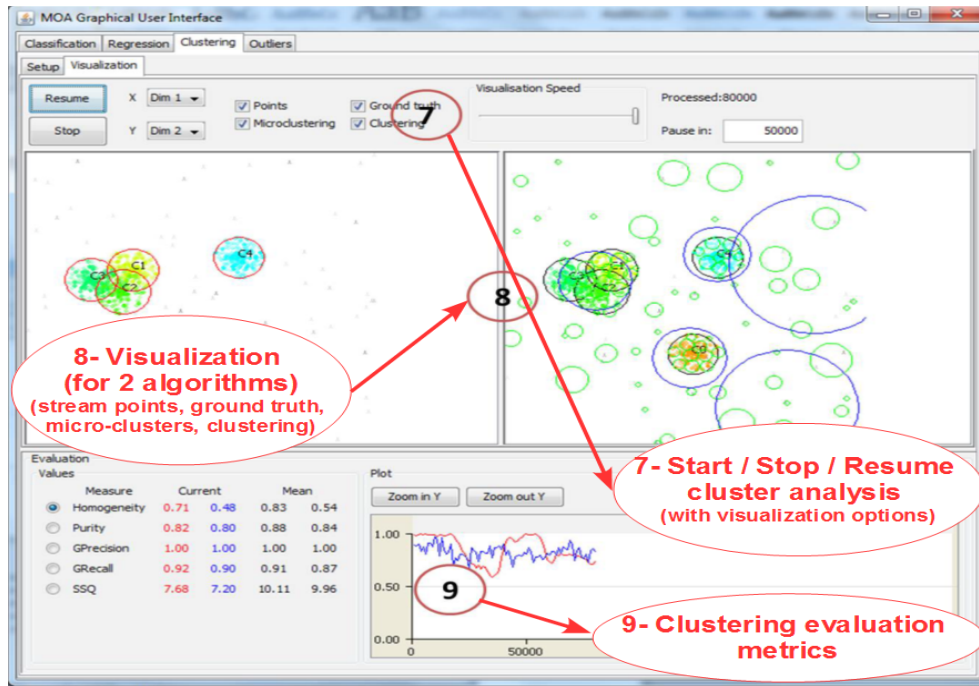 MOA Graphical User Interface
Classification Regression Clustering Outliers
Setup Visualization
Resume X Dim 1 Points Ground truth Visualisation Speed Processed:80000
Stop Y Dim 2 Microclustering Clustering Pause in: 50000
7
C3 C1 C2 C4
C1 C2 C4
8
8- Visualization
(for 2 algorithms)
(stream points, ground truth,
micro-clusters, clustering)
7- Start / Stop / Resume
cluster analysis
(with visualization options)
Evaluation
Values
Measure Current Mean
Homogeneity 0.71 0.48 0.83 0.54
Purity 0.82 0.80 0.88 0.84
GPrecision 1.00 1.00 1.00 1.00
GRecall 0.92 0.90 0.91 0.87
SSQ 7.68 7.20 10.11 9.96
Plot
Zoom in Y Zoom out Y
1.00
0.50
0.00
0 50000
9
9- Clustering evaluation
metrics